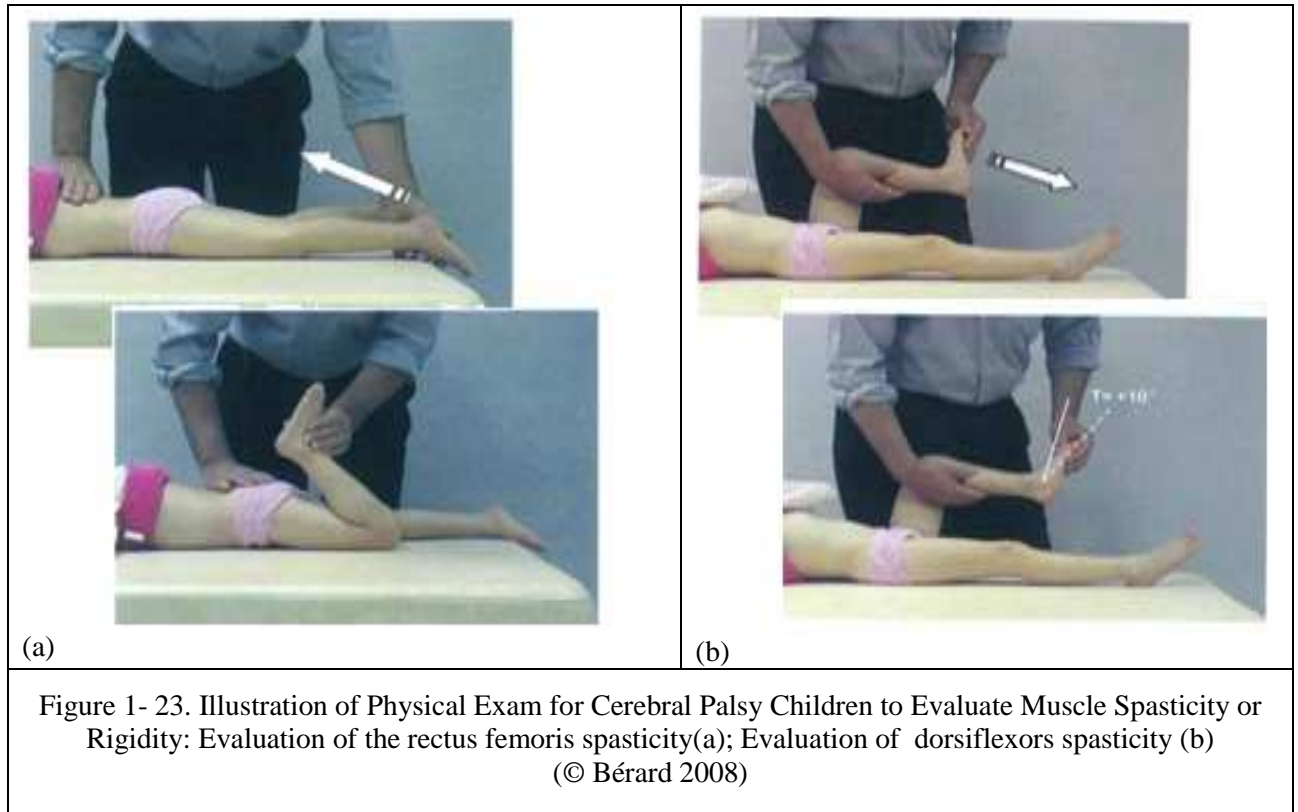 T= +10°
(a)
(b)
Figure 1- 23. Illustration of Physical Exam for Cerebral Palsy Children to Evaluate Muscle Spasticity or
Rigidity: Evaluation of the rectus femoris spasticity(a); Evaluation of  dorsiflexors spasticity (b)
(© Bérard 2008)